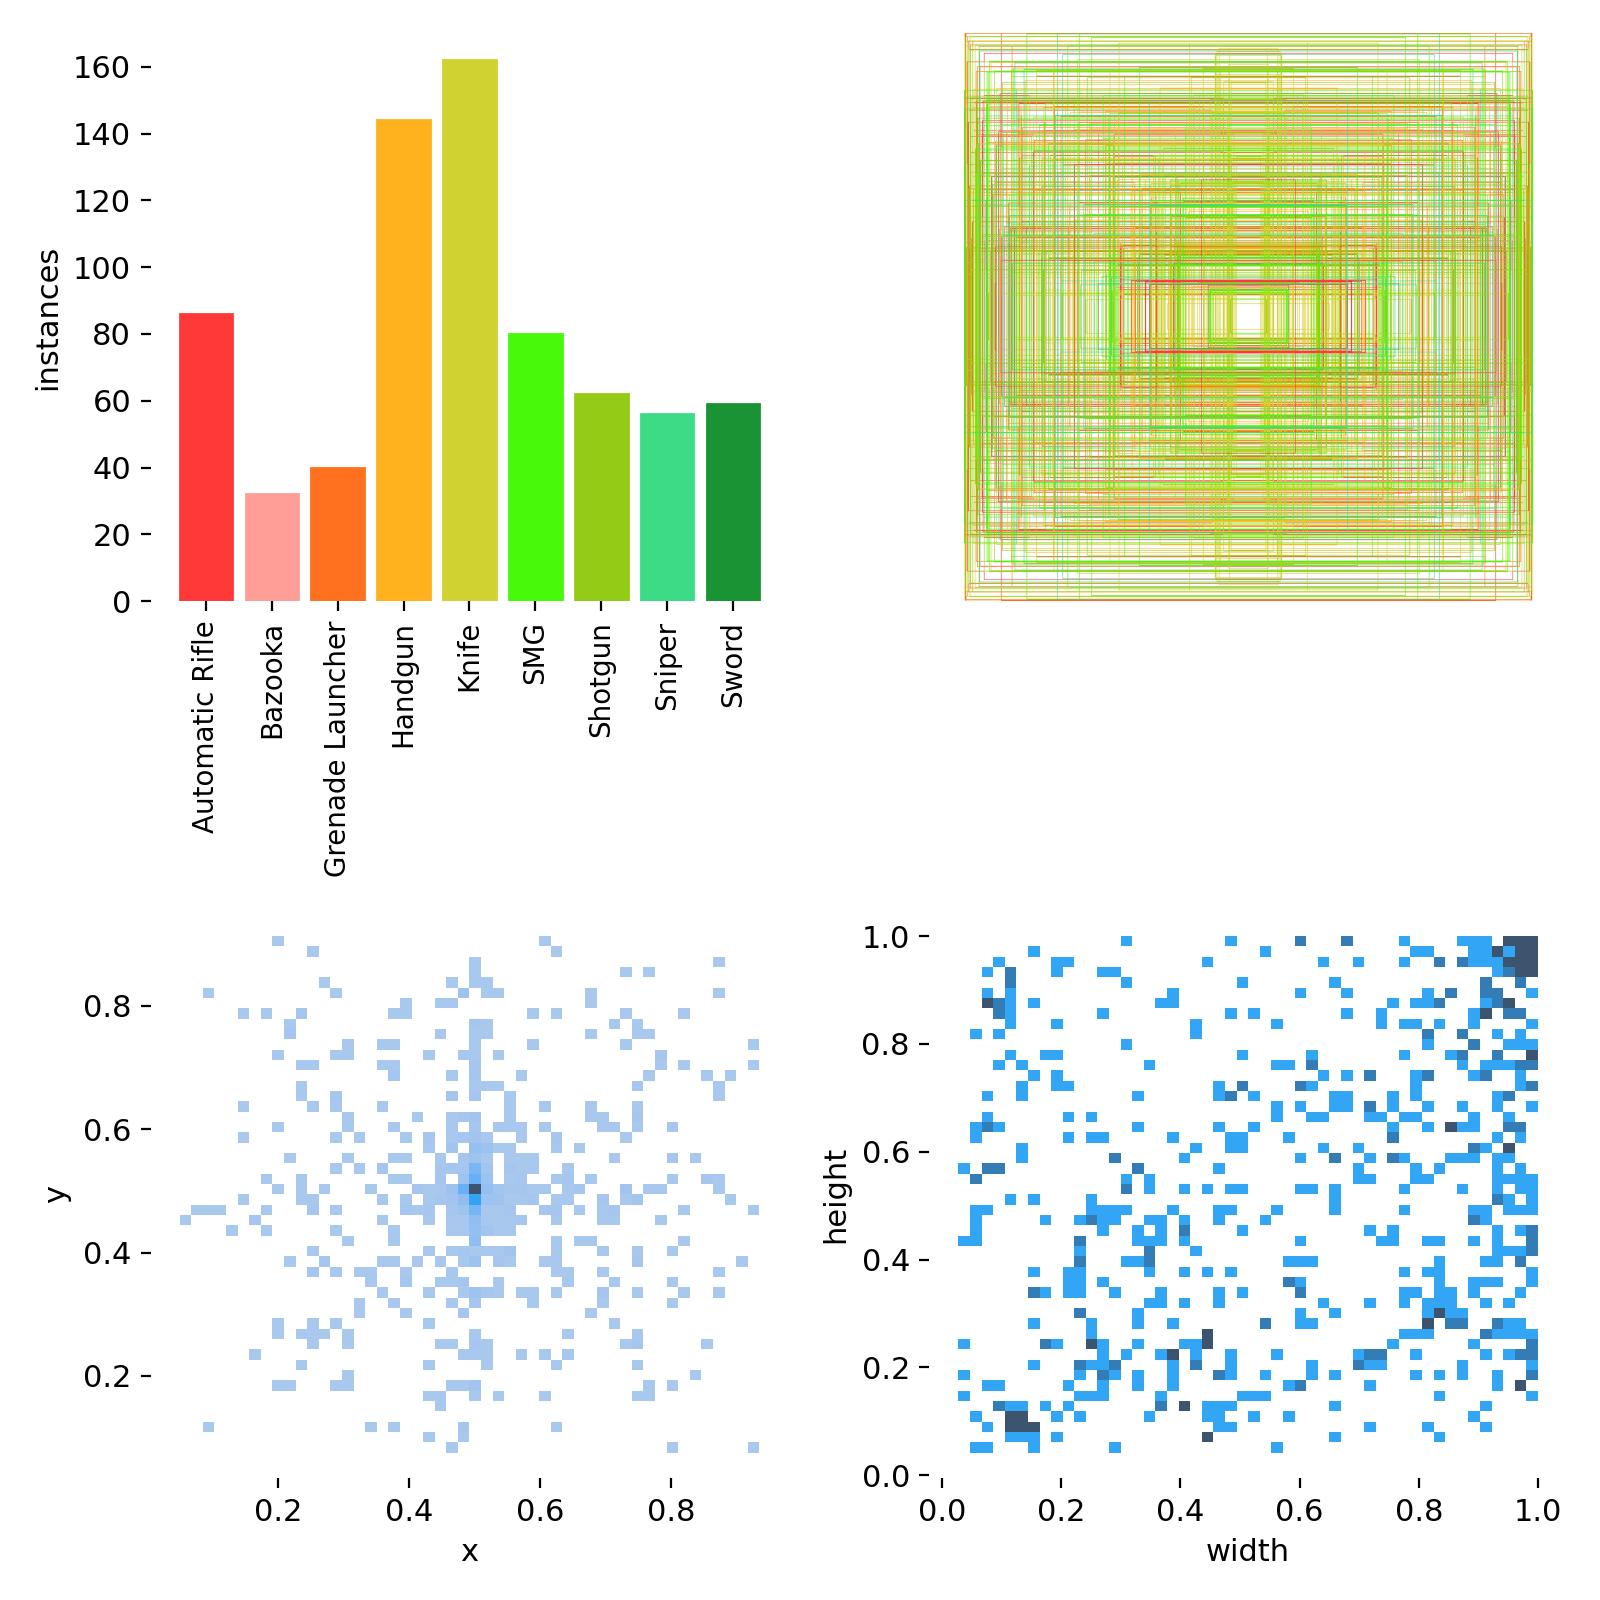 160
140
120
100
80
60
40
20
0
instances
Automatic Rifle
Bazooka
Grenade Launcher
Handgun
Knife
SMG
Shotgun
Sniper
Sword
0.8
0.6
0.4
0.2
y
0.2 0.4 0.6 0.8
x
1.0
0.8
0.6
0.4
0.2
0.0
height
0.0 0.2 0.4 0.6 0.8 1.0
width